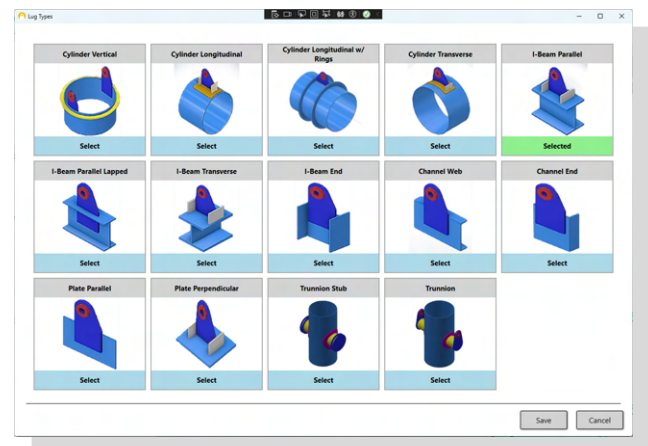 Lug Types
Cylinder Vertical
Cylinder Longitudinal
Cylinder Longitudinal w/
Rings
Cylinder Transverse
I-Beam Parallel
Select
Select
Select
Select
Selected
I-Beam Parallel Lapped
I-Beam Transverse
I-Beam End
Channel Web
Channel End
Select
Select
Select
Select
Select
Plate Parallel
Plate Perpendicular
Trunnion Stub
Trunnion
Select
Select
Select
Select
Save
Cancel